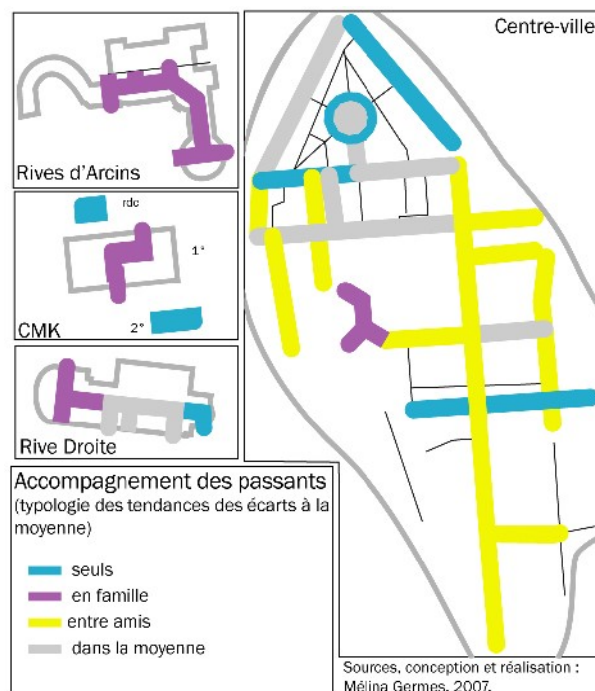 Centre-ville
Rives d'Arcins
rdc
1°
2°
CMK
Rive Droite
Accompagnement des passants
(typologie des tendances des écarts à la
moyenne)
seuls
en famille
entre amis
dans la moyenne
Sources, conception et réalisation :
Mélina Germes, 2007.